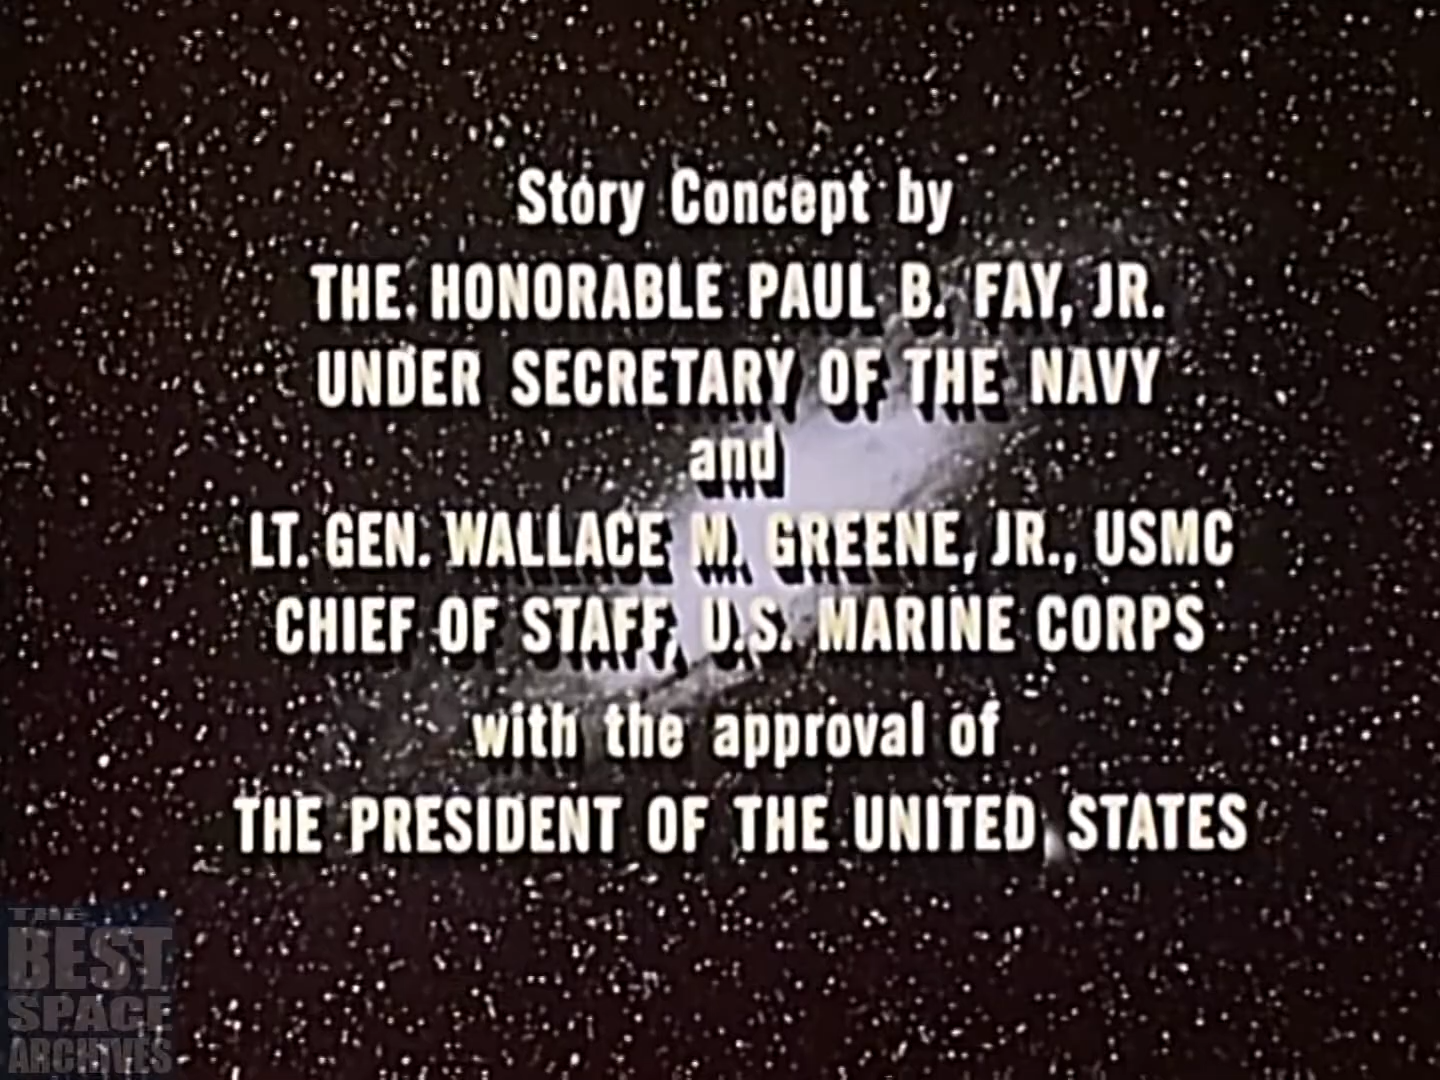 Story Concept by
THE HONORABLE PAUL B. FAY, JR.
UNDER SECRETARY OF THE NAVY
and
LT. GEN. WALLACE M. GREENE, JR., USMC
CHIEF OF STAFF, U.S. MARINE CORPS
with the approval of
THE PRESIDENT OF THE UNITED STATES
THE
BEST
SPACE
ARCHIVES